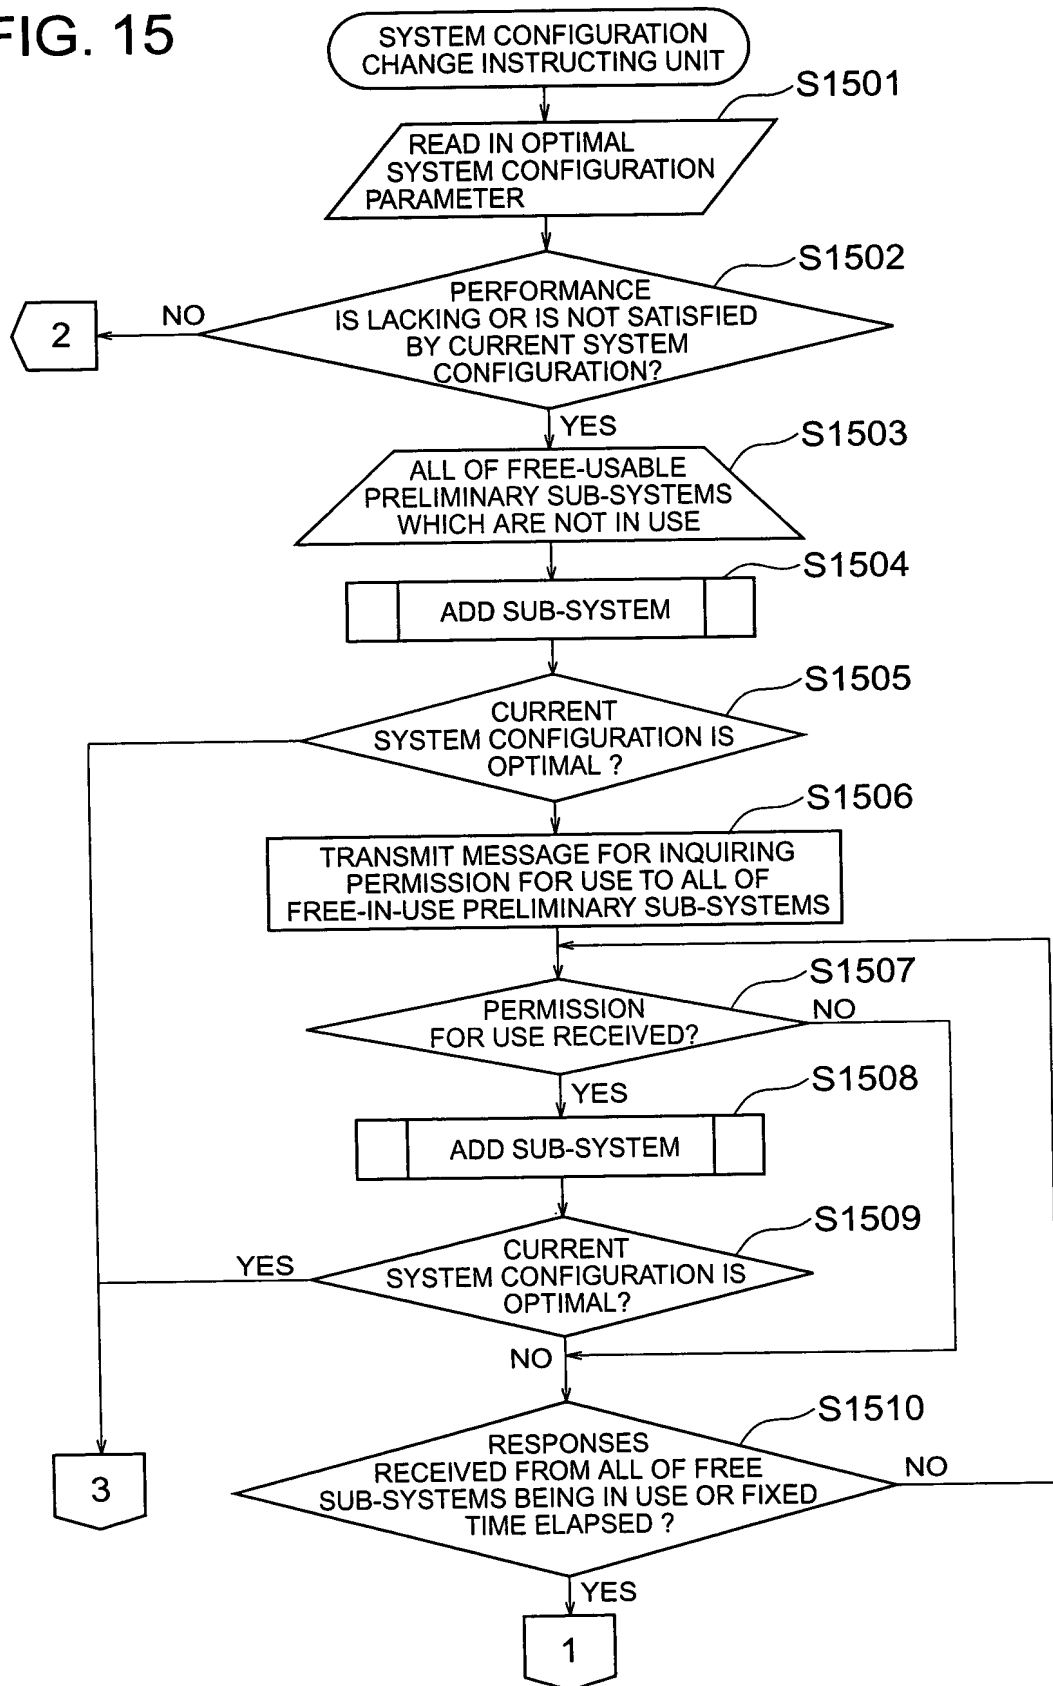 FIG. 15
SYSTEM CONFIGURATION
CHANGE INSTRUCTING UNIT
S1501
READ IN OPTIMAL
SYSTEM CONFIGURATION
PARAMETER
S1502
PERFORMANCE
IS LACKING OR IS NOT SATISFIED
BY CURRENT SYSTEM
CONFIGURATION?
NO
2
YES
S1503
ALL OF FREE-USABLE
PRELIMINARY SUB-SYSTEMS
WHICH ARE NOT IN USE
S1504
ADD SUB-SYSTEM
S1505
CURRENT
SYSTEM CONFIGURATION IS
OPTIMAL ?
S1506
TRANSMIT MESSAGE FOR INQUIRING
PERMISSION FOR USE TO ALL OF
FREE-IN-USE PRELIMINARY SUB-SYSTEMS
S1507
PERMISSION
FOR USE RECEIVED?
NO
YES
S1508
ADD SUB-SYSTEM
S1509
CURRENT
SYSTEM CONFIGURATION IS
OPTIMAL?
YES
NO
S1510
RESPONSES
RECEIVED FROM ALL OF FREE
SUB-SYSTEMS BEING IN USE OR FIXED
TIME ELAPSED ?
NO
3
YES
1